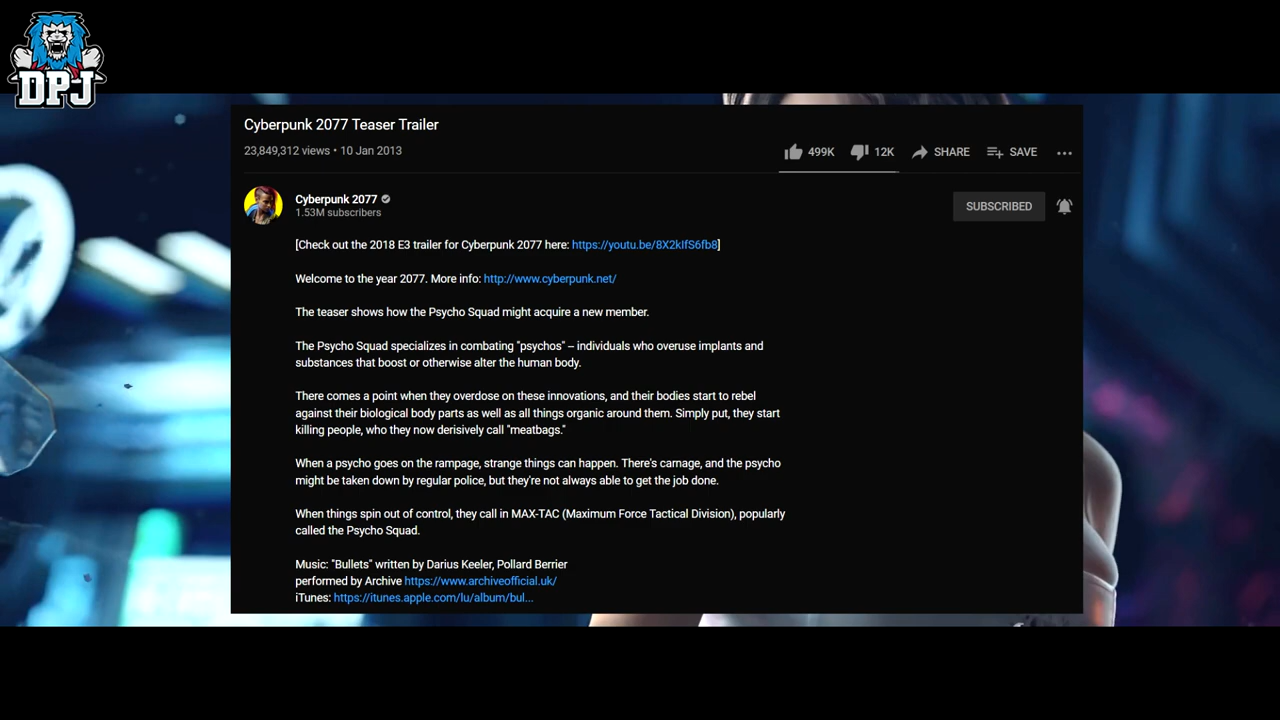 DPJ
Cyberpunk 2077 Teaser Trailer
23,849,312 views • 10 Jan 2013
499K 12K SHARE SAVE
Cyberpunk 2077
1.53M subscribers
SUBSCRIBED
[Check out the 2018 E3 trailer for Cyberpunk 2077 here: https://youtu.be/8X2kIfS6fb8]
Welcome to the year 2077. More info: http://www.cyberpunk.net/
The teaser shows how the Psycho Squad might acquire a new member.
The Psycho Squad specializes in combating "psychos" – individuals who overuse implants and
substances that boost or otherwise alter the human body.
There comes a point when they overdose on these innovations, and their bodies start to rebel
against their biological body parts as well as all things organic around them. Simply put, they start
killing people, who they now derisively call "meatbags."
When a psycho goes on the rampage, strange things can happen. There's carnage, and the psycho
might be taken down by regular police, but they're not always able to get the job done.
When things spin out of control, they call in MAX-TAC (Maximum Force Tactical Division), popularly
called the Psycho Squad.
Music: "Bullets" written by Darius Keeler, Pollard Berrier
performed by Archive https://www.archiveofficial.uk/
iTunes: https://itunes.apple.com/lu/album/bul...